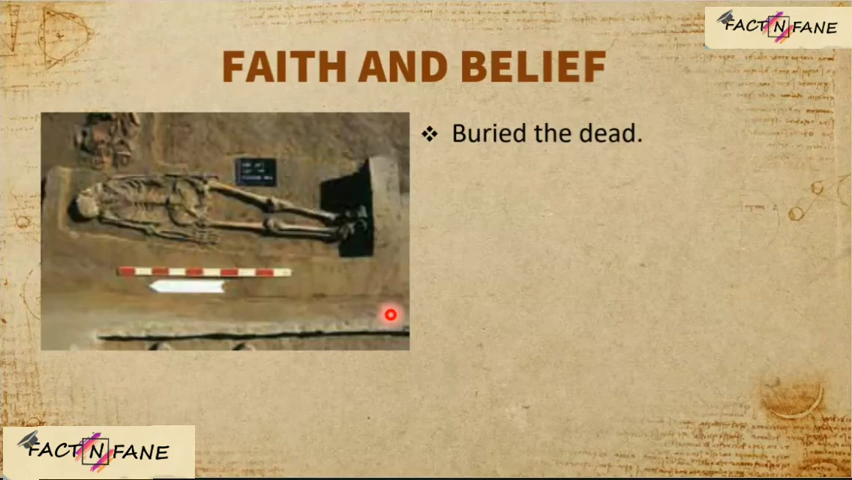 FACT N FANE
FAITH AND BELIEF
❖ Buried the dead.
FACT N FANE